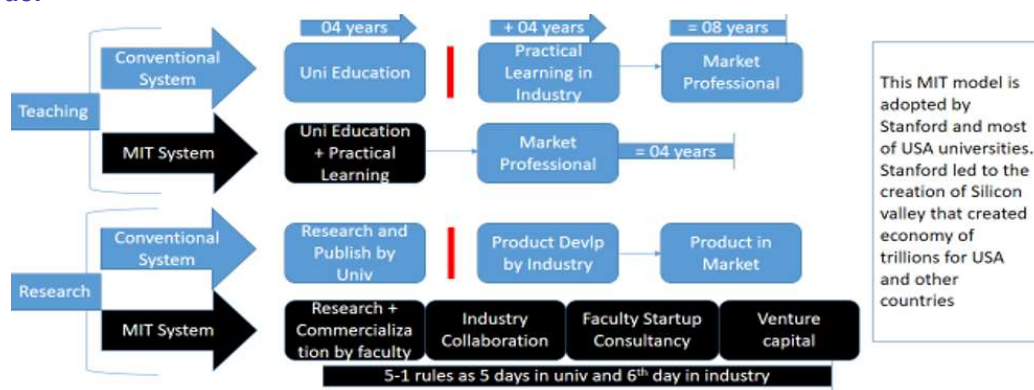 04 years
+ 04 years
= 08 years
Conventional
System
Uni Education
Practical
Learning in
Industry
Market
Professional
Teaching
MIT System
Uni Education
+ Practical
Learning
Market
Professional
= 04 years
Conventional
System
Research and
Publish by
Univ
Product Devlp
by Industry
Product in
Market
Research
MIT System
Research +
Commercializa
tion by faculty
Industry
Collaboration
Faculty Startup
Consultancy
Venture
capital
5-1 rules as 5 days in univ and 6th day in industry
This MIT model is
adopted by
Stanford and most
of USA universities.
Stanford led to the
creation of Silicon
valley that created
economy of
trillions for USA
and other
countries